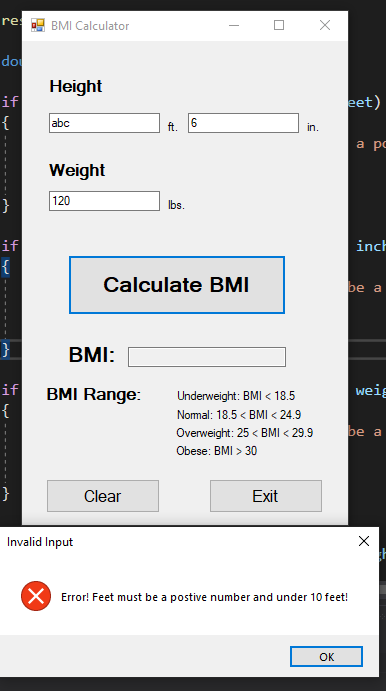 res
BMI Calculator
dou
Height
if eet)
{
abc ft. 6 in.
a po
Weight
120 lbs.
}
if inch
{
Calculate BMI
be a
}
BMI:
if weig
BMI Range: Underweight: BMI < 18.5
{
Normal: 18.5 < BMI < 24.9
Overweight: 25 < BMI < 29.9
be a
Obese: BMI > 30
}
Clear Exit
Invalid Input
Error! Feet must be a postive number and under 10 feet!
OK